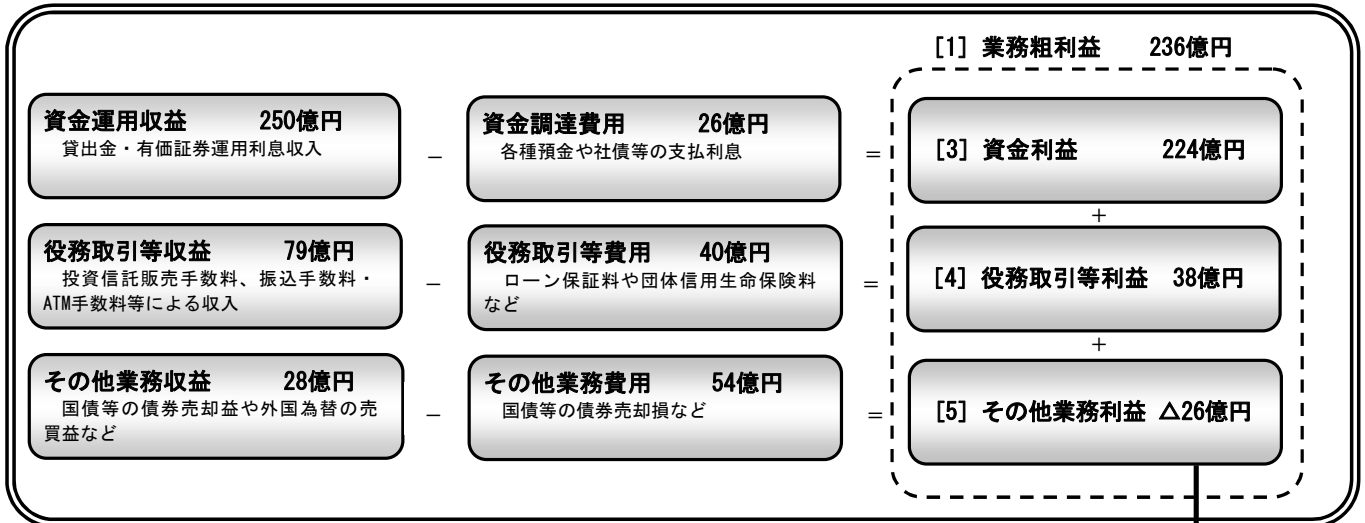 [1] 業務粗利益 236億円
資金運用収益 250億円
貸出金・有価証券運用利息収入
－
資金調達費用 26億円
各種預金や社債等の支払利息
＝
[3] 資金利益 224億円
＋
役務取引等収益 79億円
投資信託販売手数料、振込手数料・
ATM手数料等による収入
－
役務取引等費用 40億円
ローン保証料や団体信用生命保険料
など
＝
[4] 役務取引等利益 38億円
＋
その他業務収益 28億円
国債等の債券売却益や外国為替の売
買益など
－
その他業務費用 54億円
国債等の債券売却損など
＝
[5] その他業務利益 △26億円